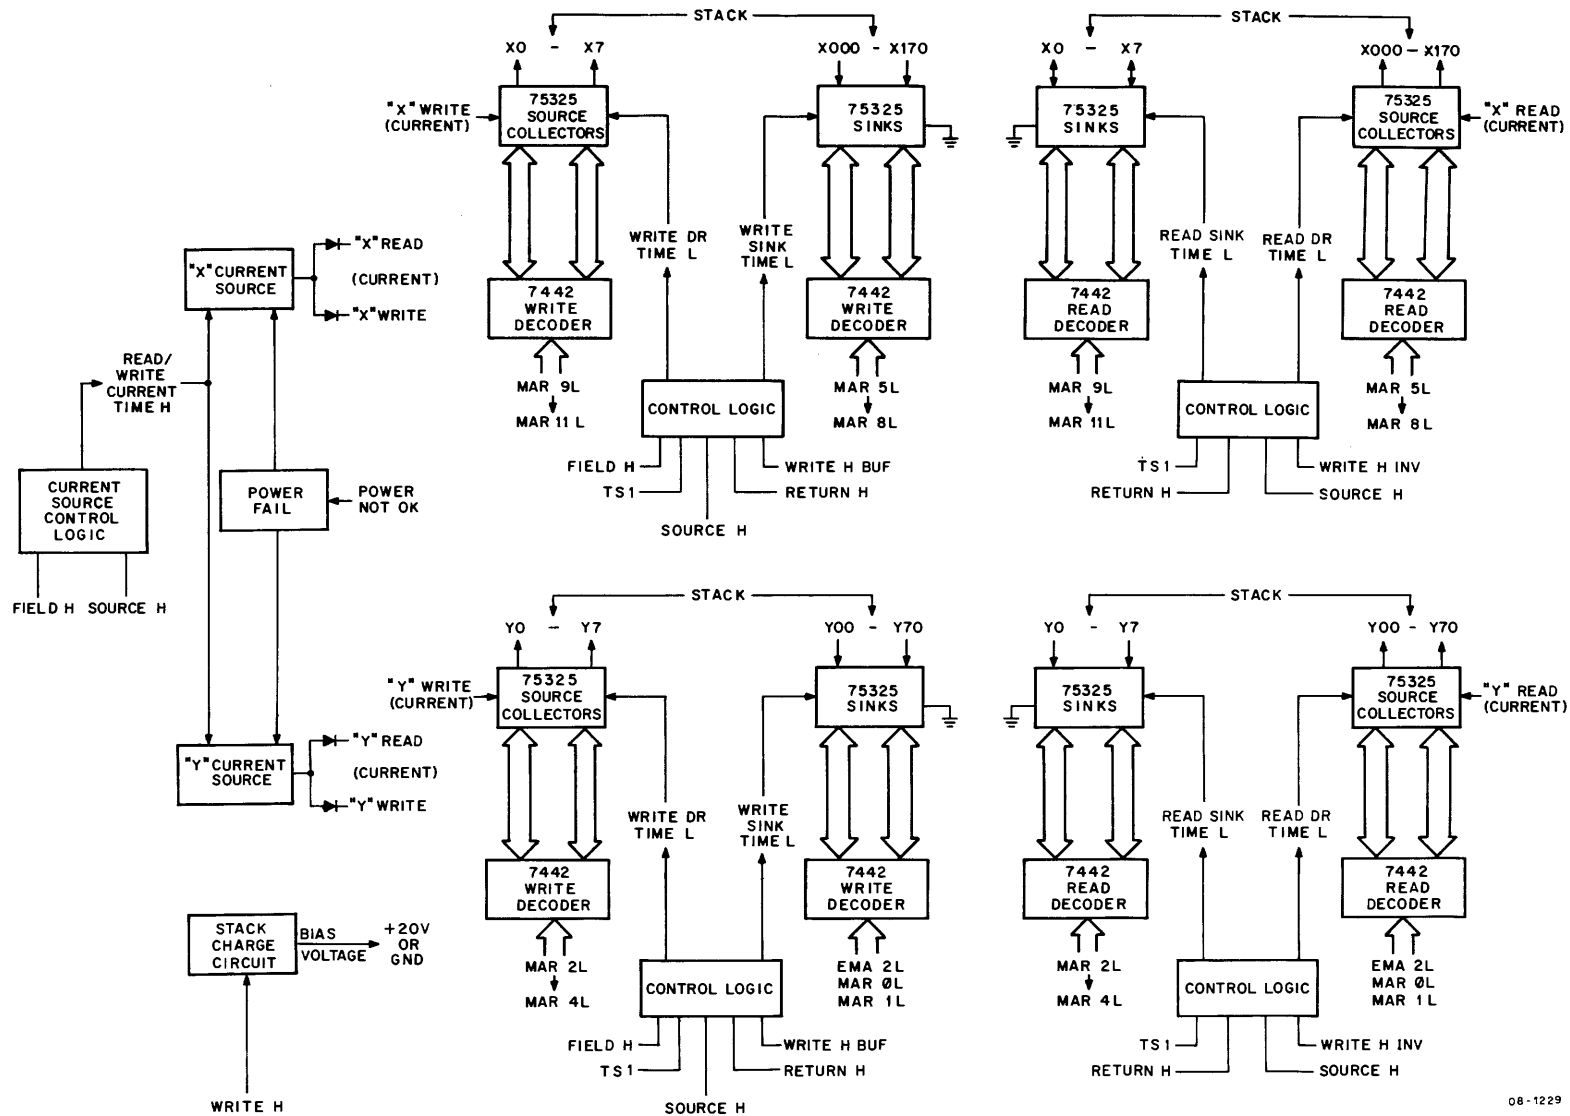 STACK
X0 - X7
X000 - X170
"X" WRITE
(CURRENT)
75325
SOURCE
COLLECTORS
75325
SINKS
WRITE DR
TIME L
WRITE
SINK
TIME L
7442
WRITE
DECODER
7442
WRITE
DECODER
MAR 9L
MAR 11 L
MAR 5L
MAR 8L
CONTROL LOGIC
FIELD H
TS1
SOURCE H
RETURN H
WRITE H BUF
STACK
X0 - X7
X000 - X170
75325
SINKS
75325
SOURCE
COLLECTORS
"X" READ
(CURRENT)
READ SINK
TIME L
READ DR
TIME L
7442
READ
DECODER
7442
READ
DECODER
MAR 9L
MAR 11L
MAR 5L
MAR 8L
CONTROL LOGIC
TS1
RETURN H
WRITE H INV
SOURCE H
"X" CURRENT
SOURCE
"X" READ
(CURRENT)
"X" WRITE
READ/
WRITE
CURRENT
TIME H
CURRENT
SOURCE
CONTROL
LOGIC
FIELD H
SOURCE H
POWER
FAIL
POWER
NOT OK
"Y" CURRENT
SOURCE
"Y" READ
(CURRENT)
"Y" WRITE
STACK
CHARGE
CIRCUIT
BIAS
VOLTAGE
+20V
OR
GND
WRITE H
STACK
Y0 - Y7
Y00 - Y70
"Y" WRITE
(CURRENT)
75325
SOURCE
COLLECTORS
75325
SINKS
WRITE DR
TIME L
WRITE
SINK
TIME L
7442
WRITE
DECODER
7442
WRITE
DECODER
MAR 2L
MAR 4L
EMA 2L
MAR ØL
MAR 1L
CONTROL LOGIC
FIELD H
TS1
SOURCE H
WRITE H BUF
RETURN H
STACK
Y0 - Y7
Y00 - Y70
75325
SINKS
75325
SOURCE
COLLECTORS
"Y" READ
(CURRENT)
READ SINK
TIME L
READ DR
TIME L
7442
READ
DECODER
7442
READ
DECODER
MAR 2L
MAR 4L
EMA 2L
MAR ØL
MAR 1L
CONTROL LOGIC
TS1
RETURN H
WRITE H INV
SOURCE H
08-1229